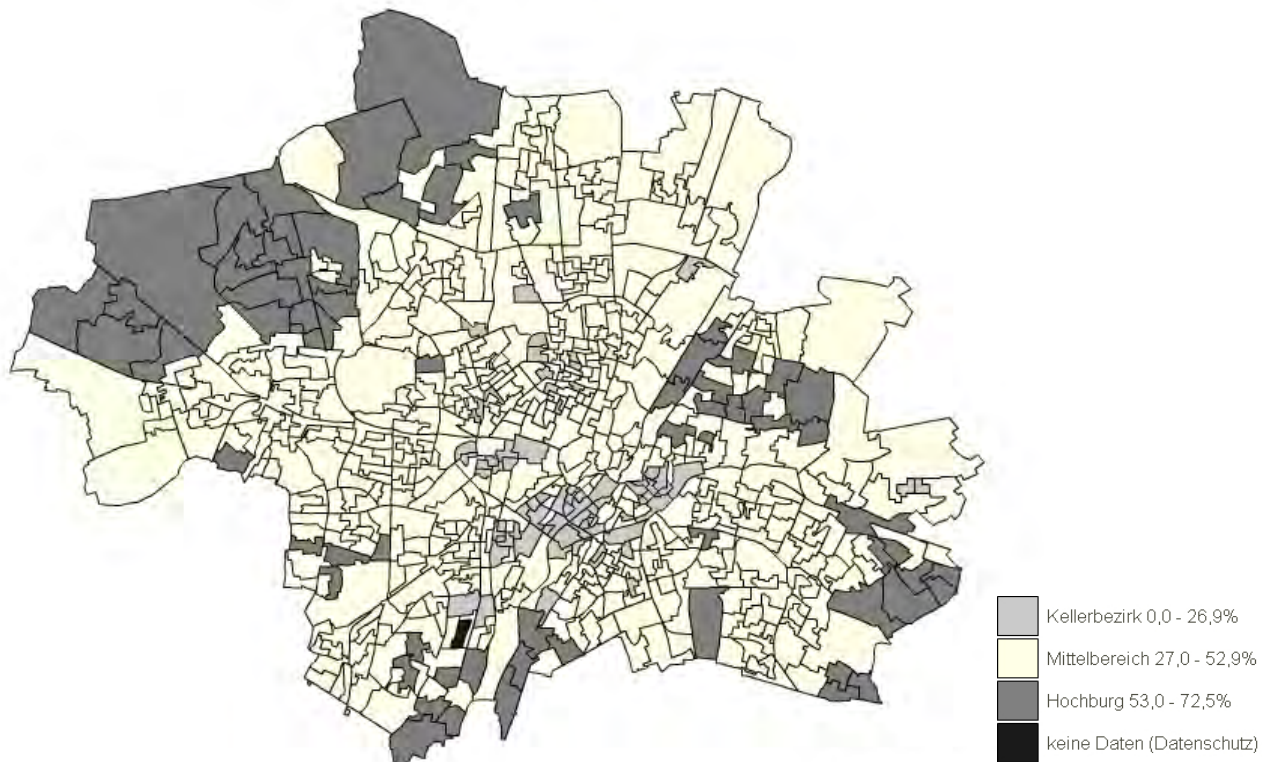 Kellerbezirk 0,0 - 26,9%
Mittelbereich 27,0 - 52,9%
Hochburg 53,0 - 72,5%
keine Daten (Datenschutz)